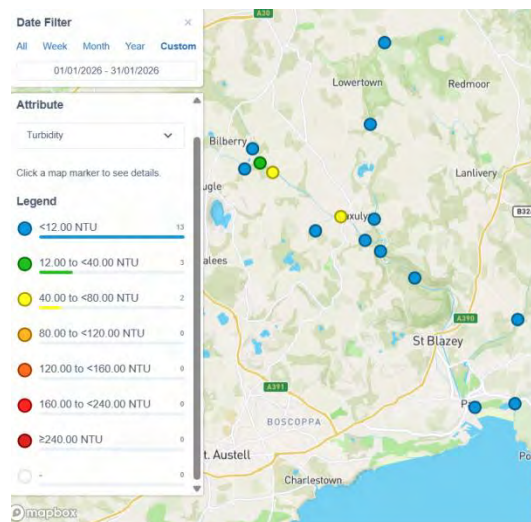 Date Filter ×
All Week Month Year Custom
01/01/2026 - 31/01/2026
Attribute
Turbidity
Click a map marker to see details.
Legend
<12.00 NTU 13
12.00 to <40.00 NTU 3
40.00 to <80.00 NTU 2
80.00 to <120.00 NTU 0
120.00 to <160.00 NTU 0
160.00 to <240.00 NTU 0
≥240.00 NTU 0
- 0
mapbox
A30
Lowertown
Redmoor
Bilberry
ugle
Lanlivery
B32
uxuly
alees
A390
St Blazey
A391
P
BOSCOPPA
t. Austell
Po
Charlestown